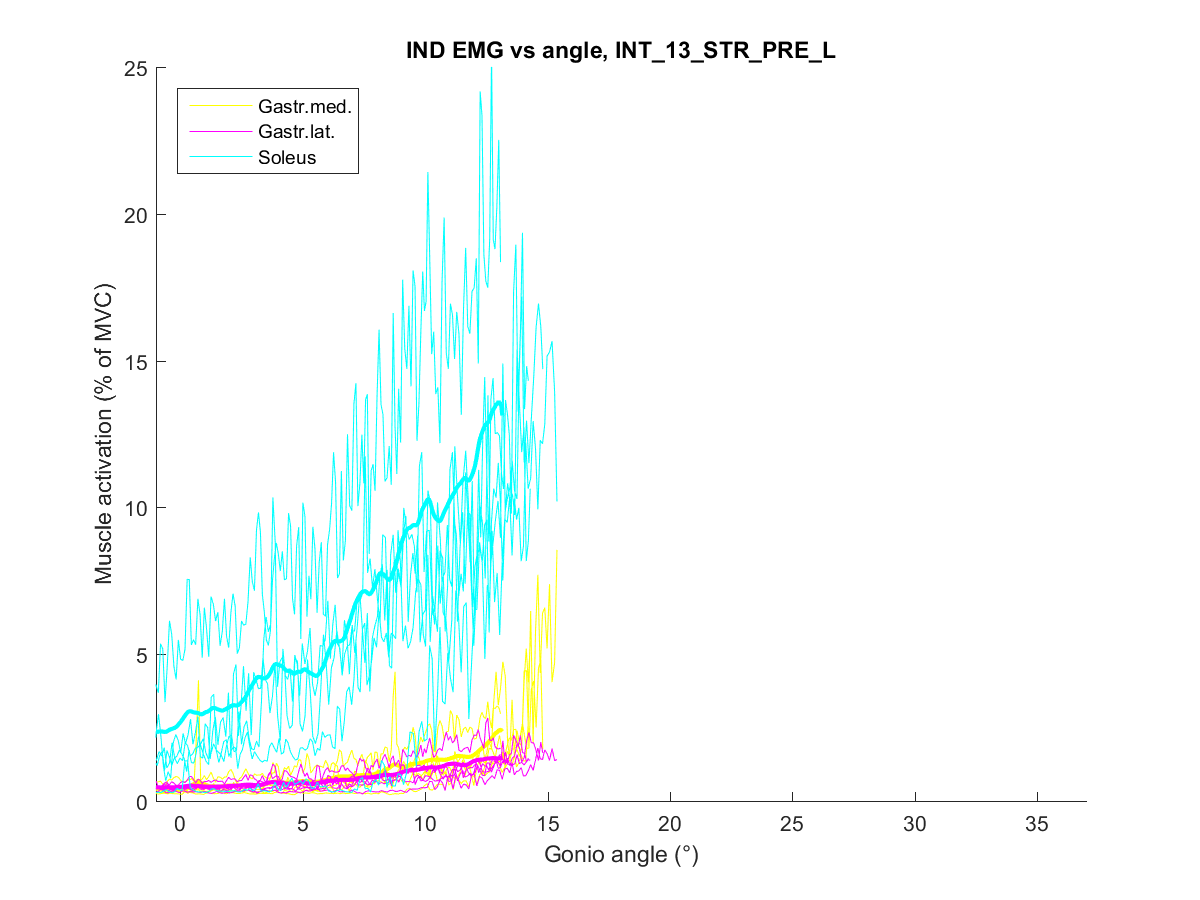 IND EMG vs angle, INT_13_STR_PRE_L
25
20
15
10
5
0
Muscle activation (% of MVC)
Gastr.med.
Gastr.lat.
Soleus
0 5 10 15 20 25 30 35
Gonio angle (°)